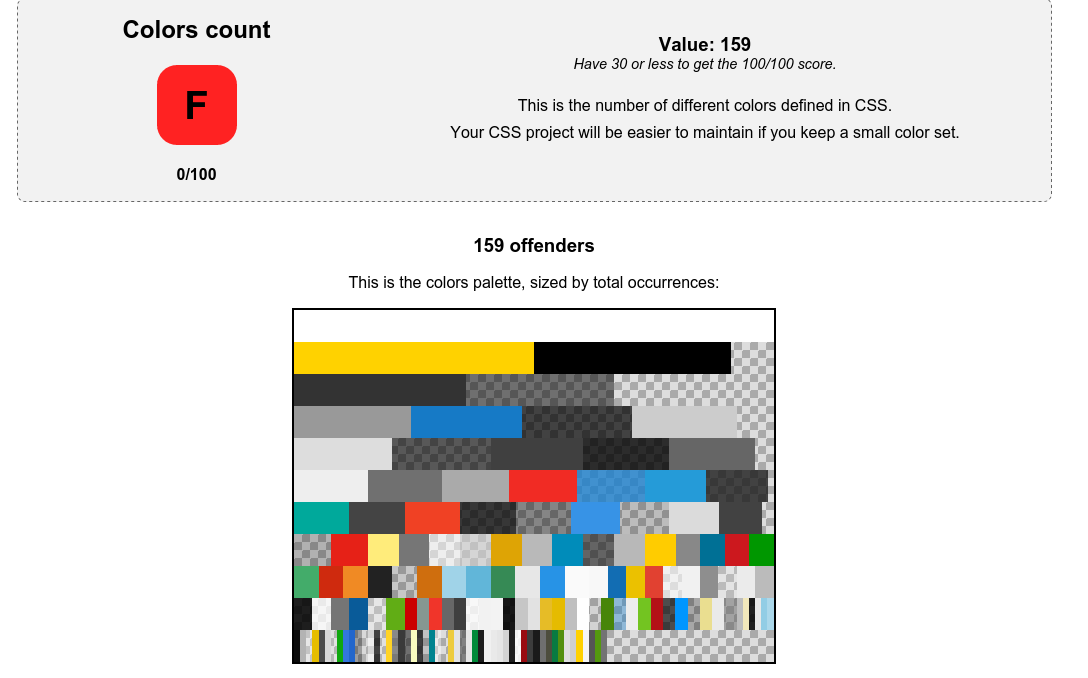 Colors count
F
0/100
Value: 159
Have 30 or less to get the 100/100 score.
This is the number of different colors defined in CSS.
Your CSS project will be easier to maintain if you keep a small color set.
159 offenders
This is the colors palette, sized by total occurrences: